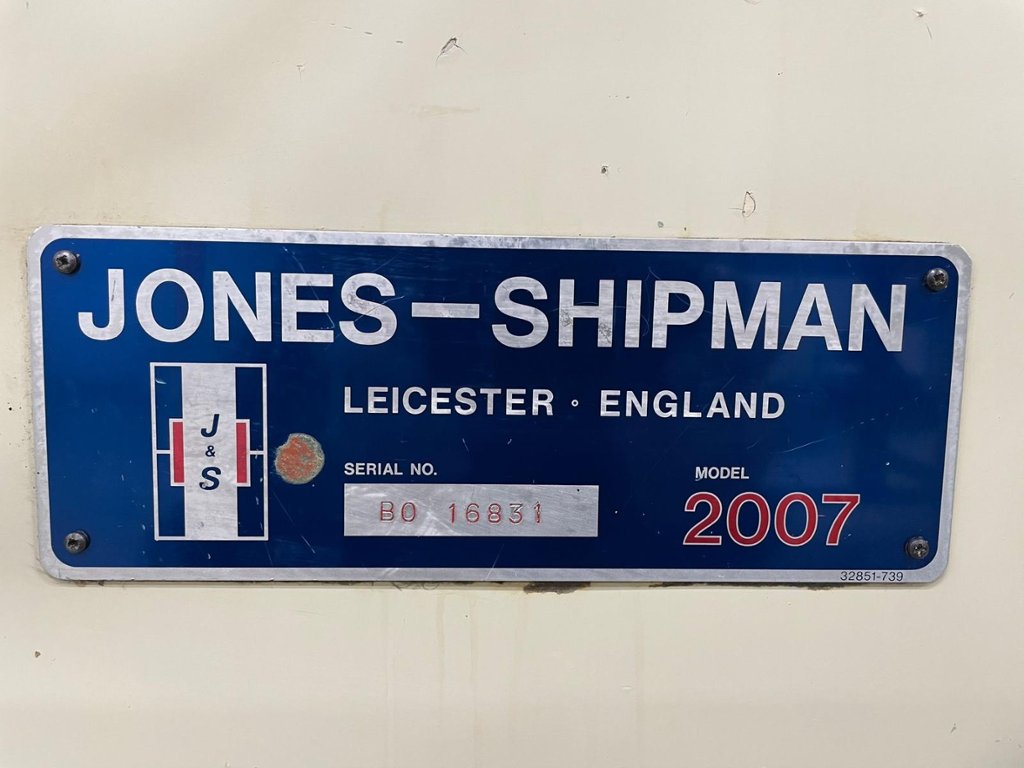 JONES—SHIPMAN
LEICESTER ◦ ENGLAND
J
&
S
SERIAL NO.
BO 16831
MODEL
2007
32851-739